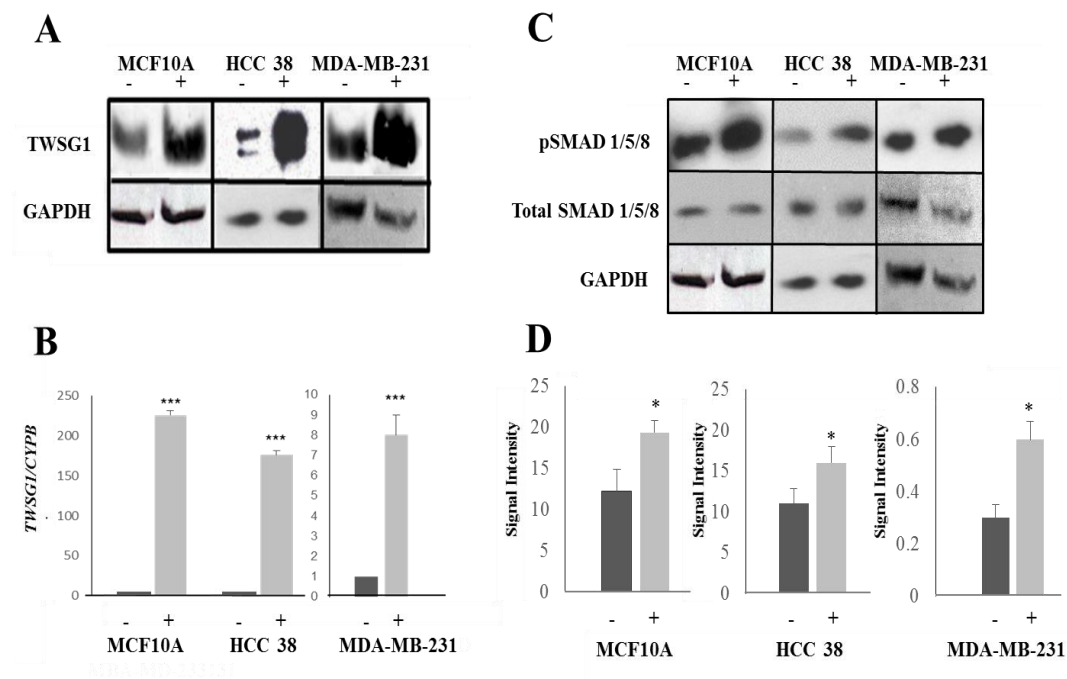 A
MCF10A HCC 38 MDA-MB-231
- + - + - +
TWSG1
GAPDH
C
MCF10A HCC 38 MDA-MB-231
- + - + - +
pSMAD 1/5/8
Total SMAD 1/5/8
GAPDH
B
TWSG1/CYPB
250
200
150
100
50
0
***
***
10
9
8
7
6
5
4
3
2
1
0
***
- + - + - +
MCF10A HCC 38 MDA-MB-231
D
Signal Intensity
25
20
15
10
5
0
*
- +
MCF10A
Signal Intensity
25
20
15
10
5
0
*
- +
HCC 38
Signal Intensity
0.8
0.6
0.4
0.2
0
*
- +
MDA-MB-231